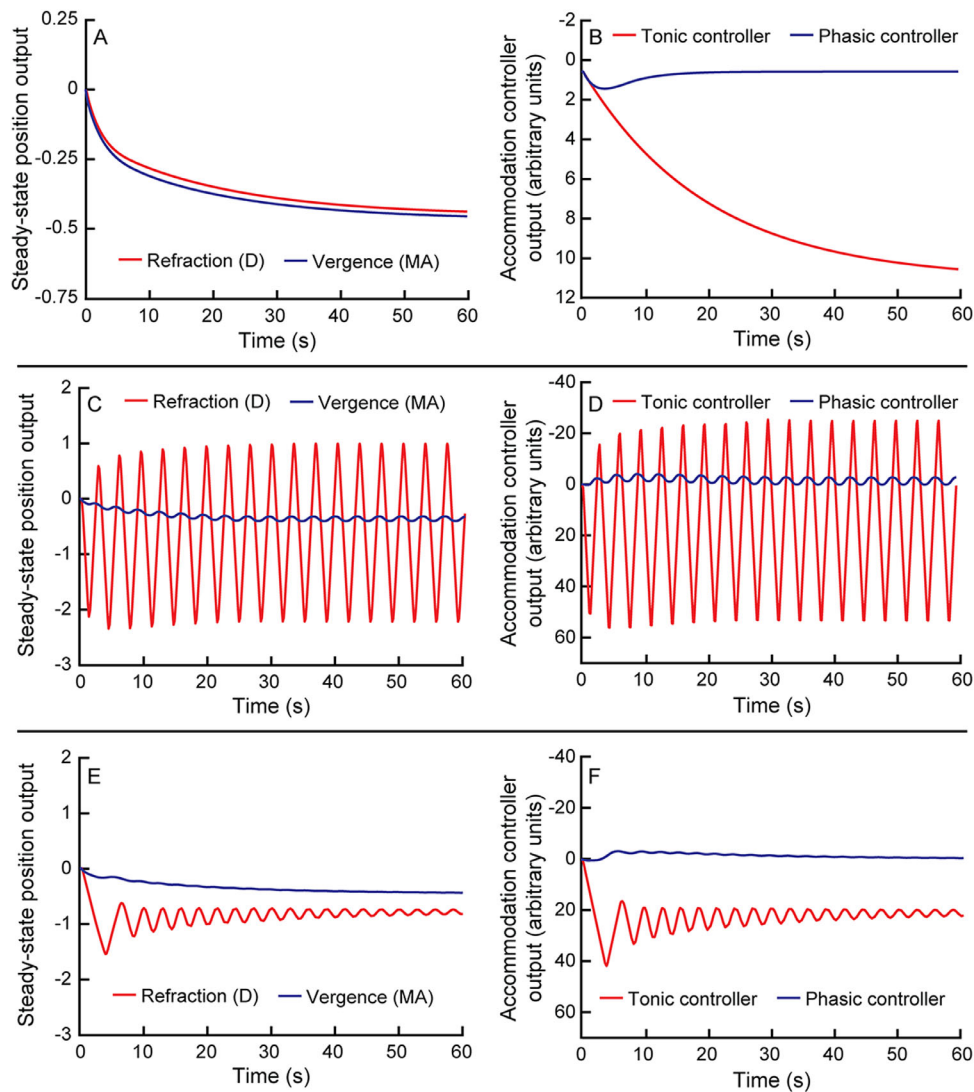 A
Steady-state position output
0.25
0
-0.25
-0.5
-0.75
Refraction (D) Vergence (MA)
0 10 20 30 40 50 60
Time (s)
B
Accommodation controller
output (arbitrary units)
-2
0
2
4
6
8
10
12
Tonic controller Phasic controller
0 10 20 30 40 50 60
Time (s)
C
Steady-state position output
2
1
0
-1
-2
-3
Refraction (D) Vergence (MA)
0 10 20 30 40 50 60
Time (s)
D
Accommodation controller
output (arbitrary units)
-40
-20
0
20
40
60
Tonic controller Phasic controller
0 10 20 30 40 50 60
Time (s)
E
Steady-state position output
2
1
0
-1
-2
-3
Refraction (D) Vergence (MA)
0 10 20 30 40 50 60
Time (s)
F
Accommodation controller
output (arbitrary units)
-40
-20
0
20
40
60
Tonic controller Phasic controller
0 10 20 30 40 50 60
Time (s)